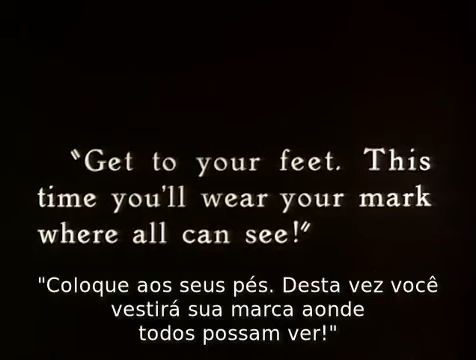 "Get to your feet. This
time you'll wear your mark
where all can see!"
"Coloque aos seus pés. Desta vez você
vestirá sua marca aonde
todos possam ver!"